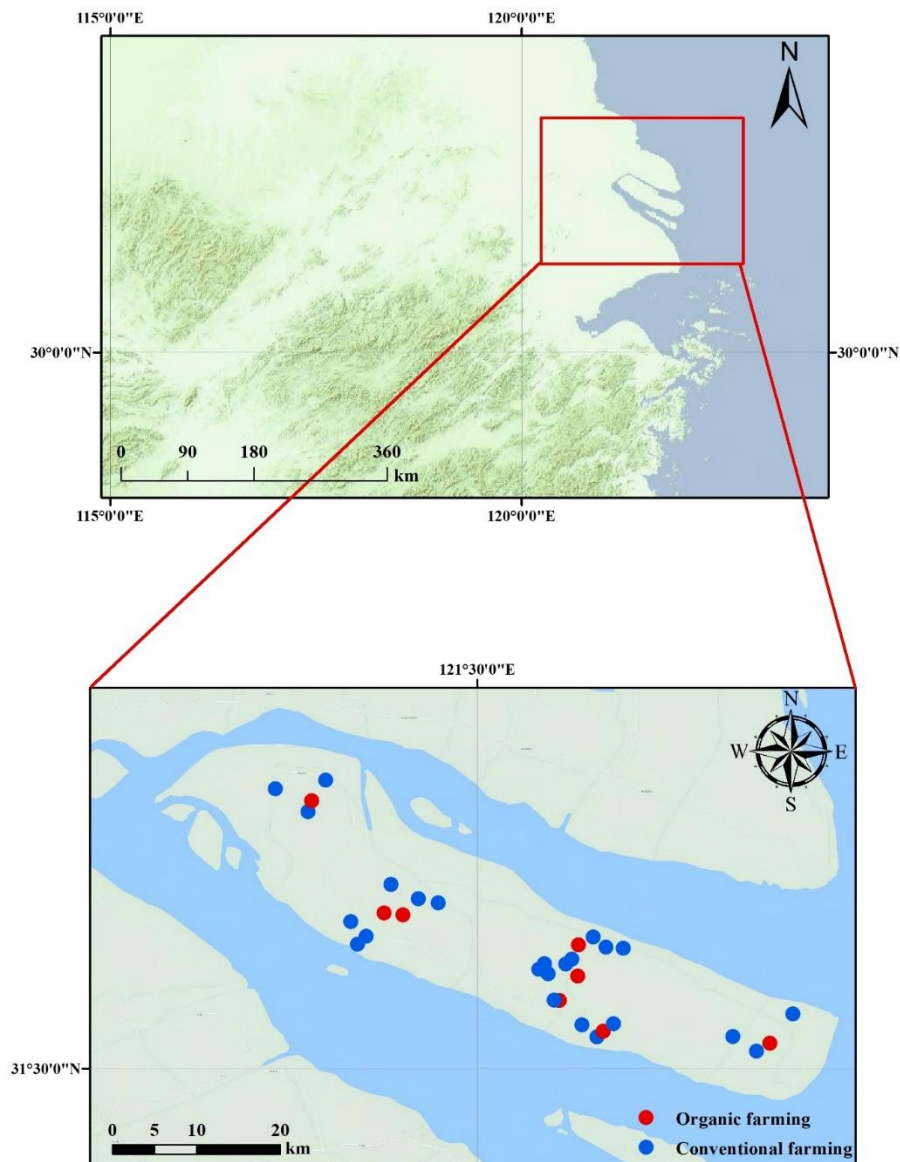 115°0'0"E 120°0'0"E
N
30°0'0"N 30°0'0"N
0 90 180 360
km
115°0'0"E 120°0'0"E
121°30'0"E
N
W E
S
31°30'0"N
0 5 10 20
km
Organic farming
Conventional farming